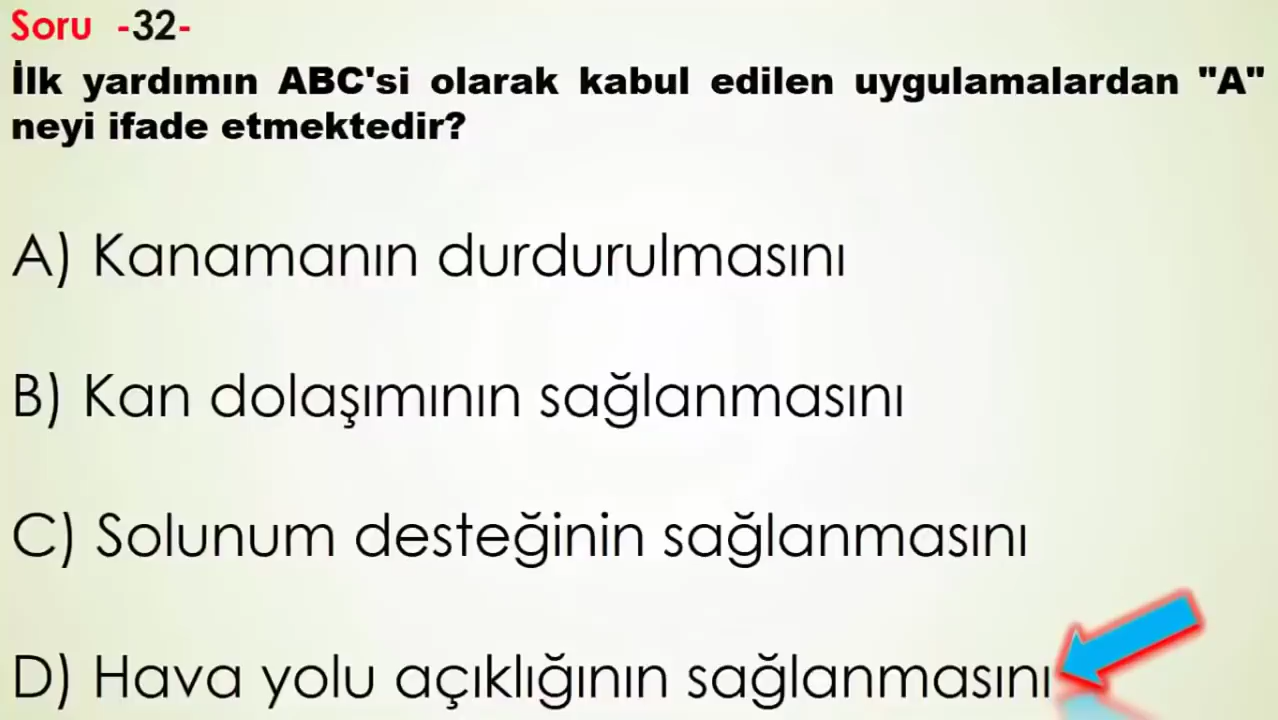 Soru -32-
İlk yardımın ABC'si olarak kabul edilen uygulamalardan "A"
neyi ifade etmektedir?
A) Kanamanın durdurulmasını
B) Kan dolaşımının sağlanmasını
C) Solunum desteğinin sağlanmasını
D) Hava yolu açıklığının sağlanmasını